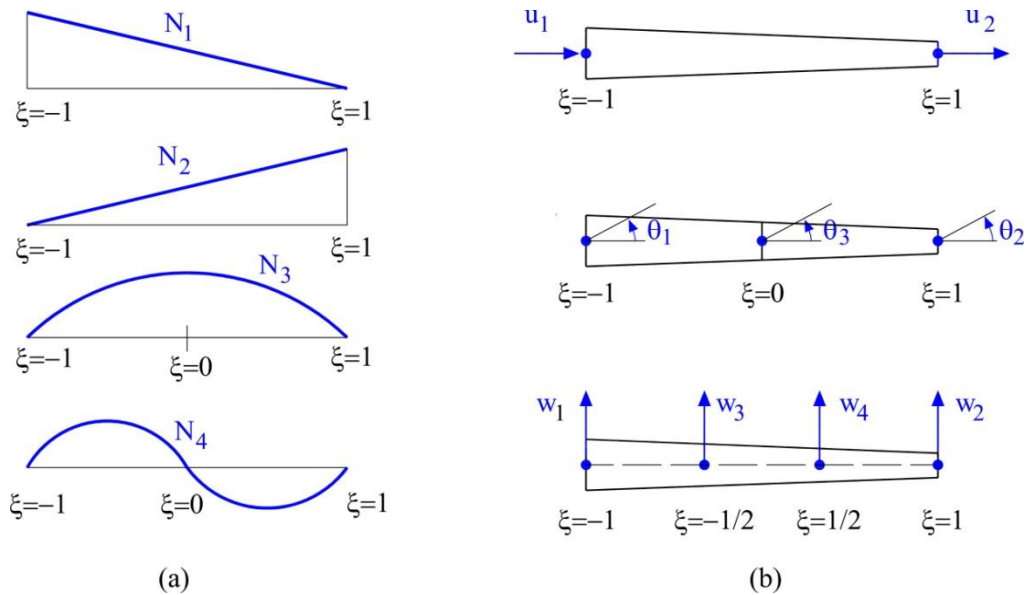 N1
ξ=–1 ξ=1
N2
ξ=–1 ξ=1
N3
ξ=–1 ξ=0 ξ=1
N4
ξ=–1 ξ=0 ξ=1
(a)
u1 u2
ξ=–1 ξ=1
θ1 θ3 θ2
ξ=–1 ξ=0 ξ=1
w1 w3 w4 w2
ξ=–1 ξ=–1/2 ξ=1/2 ξ=1
(b)